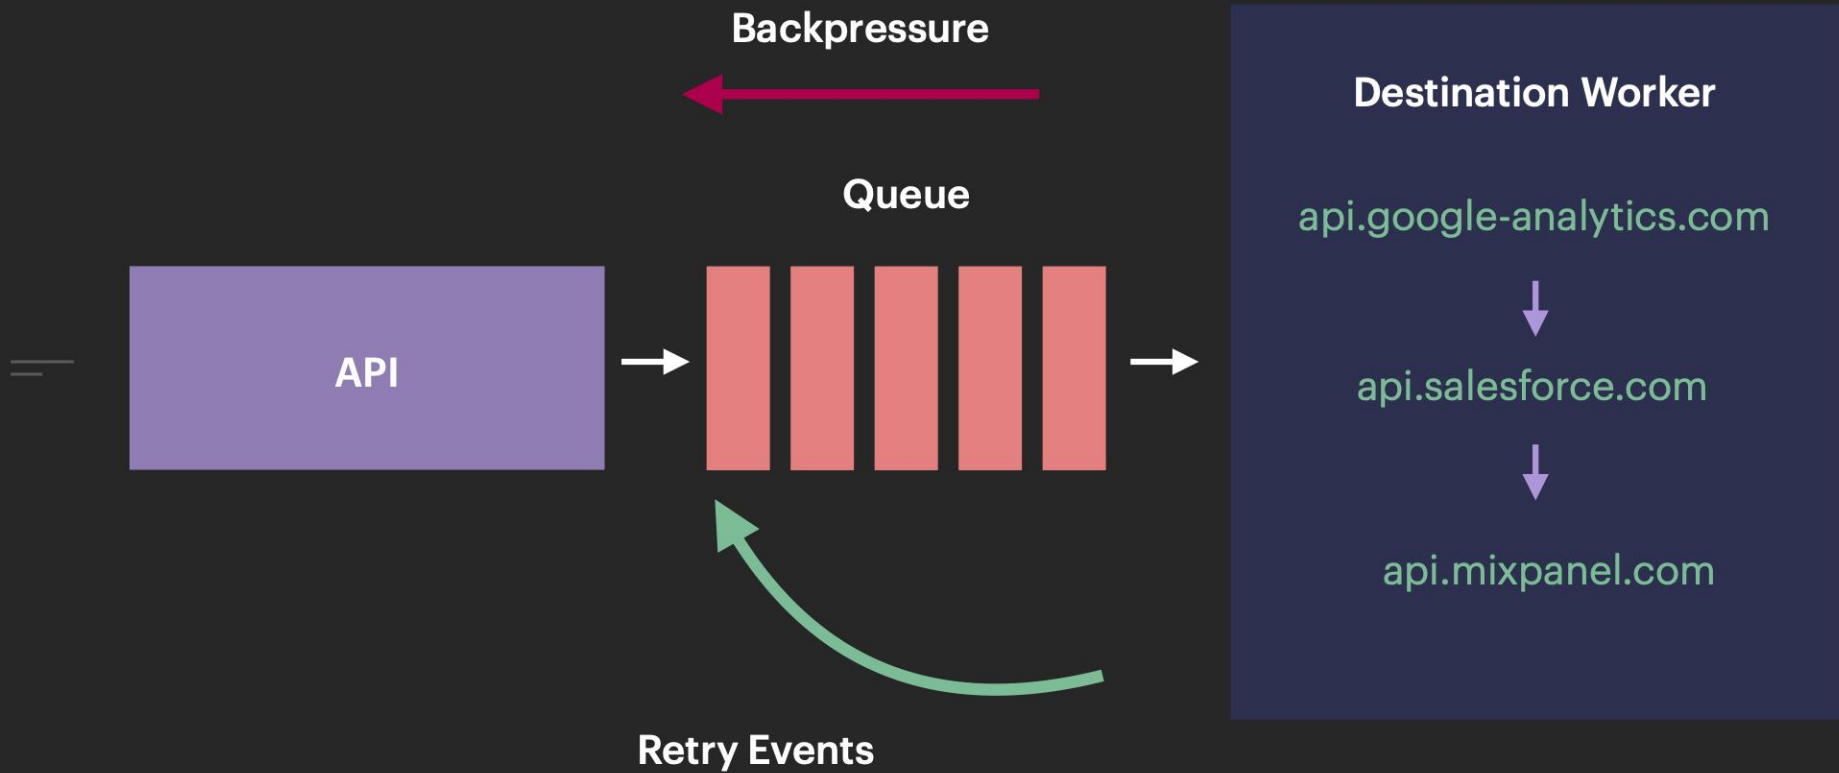 Backpressure
Destination Worker
Queue
api.google-analytics.com
API
api.salesforce.com
api.mixpanel.com
Retry Events